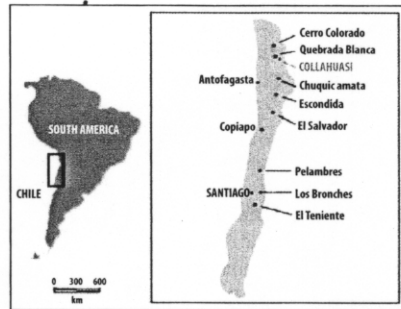 SOUTH AMERICA
CHILE
0 300 600
km
Cerro Colorado
Quebrada Blanca
COLLAHUASI
Antofagasta
Chuquic amata
Escondida
El Salvador
Copiapo
Pelambres
SANTIAGO
Los Bronches
El Teniente